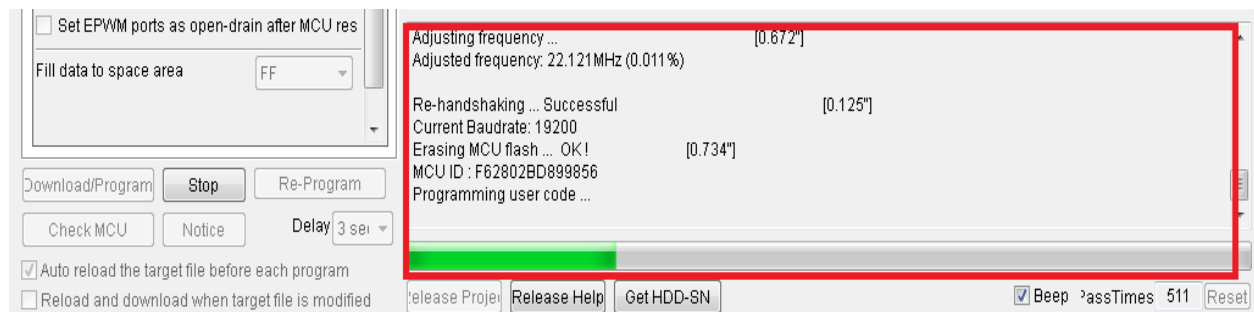 Set EPWM ports as open-drain after MCU res
Fill data to space area FF
Download/Program Stop Re-Program
Check MCU Notice Delay 3 sec
Auto reload the target file before each program
Reload and download when target file is modified
Adjusting frequency ... [0.672"]
Adjusted frequency: 22.121MHz (0.011%)
Re-handshaking ... Successful [0.125"]
Current Baudrate: 19200
Erasing MCU flash ... OK! [0.734"]
MCU ID : F62802BD899856
Programming user code ...
Release Projec Release Help Get HDD-SN Beep PassTimes 511 Reset